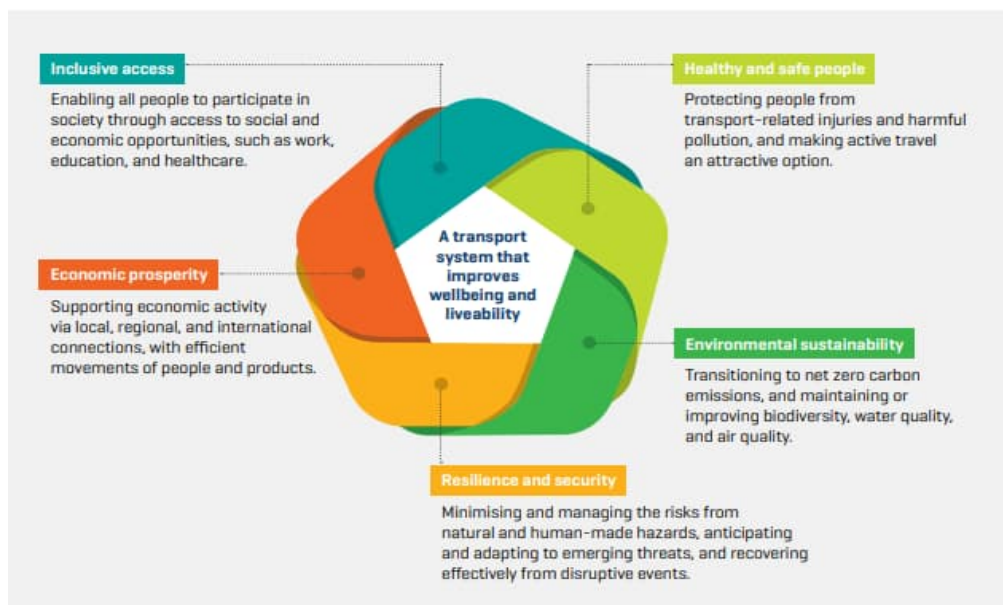 Inclusive access
Enabling all people to participate in
society through access to social and
economic opportunities, such as work,
education, and healthcare.
Healthy and safe people
Protecting people from
transport-related injuries and harmful
pollution, and making active travel
an attractive option.
A transport
system that
improves
wellbeing and
liveability
Economic prosperity
Supporting economic activity
via local, regional, and international
connections, with efficient
movements of people and products.
Environmental sustainability
Transitioning to net zero carbon
emissions, and maintaining or
improving biodiversity, water quality,
and air quality.
Resilience and security
Minimising and managing the risks from
natural and human-made hazards, anticipating
and adapting to emerging threats, and recovering
effectively from disruptive events.